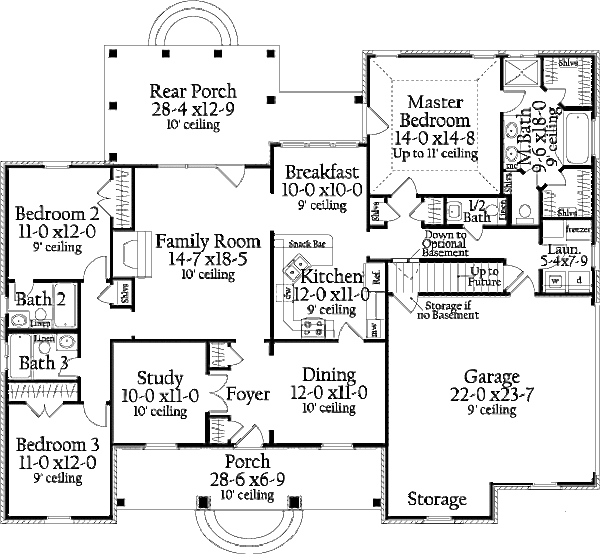 Rear Porch
28-4 x12-9
10' ceiling
Master
Bedroom
14-0 x14-8
Up to 11' ceiling
Shlvs
M.Bath
9-6 x18-0
9' ceiling
Shlvs
Shlvs
Breakfast
10-0 x10-0
9' ceiling
Bedroom 2
11-0 x12-0
9' ceiling
Family Room
14-7 x18-5
10' ceiling
Shlvs
1/2
Bath
Linen
Down to
Optional
Basement
freezer
Laun.
5-4x7-9
w
d
Snack Bar
Kitchen
12-0 x11-0
9' ceiling
Ref.
dw
mw
Up to
Future
Storage if
no Basement
Bath 2
Linen
Shlvs
Linen
Bath 3
Study
10-0 x11-0
10' ceiling
Foyer
Dining
12-0 x11-0
10' ceiling
Garage
22-0 x23-7
9' ceiling
Bedroom 3
11-0 x12-0
9' ceiling
Porch
28-6 x6-9
10' ceiling
Storage